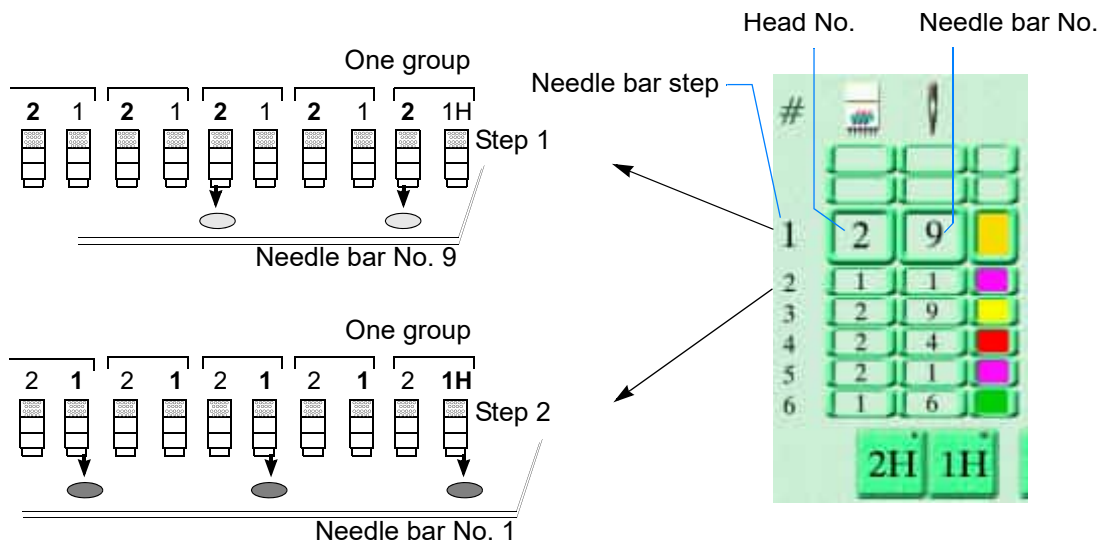 Head No.
Needle bar No.
Needle bar step
#
1 2 9
2 1 1
3 2 9
4 2 4
5 2 1
6 1 6
2H 1H
One group
2 1 2 1 2 1 2 1 2 1H
Step 1
Needle bar No. 9
One group
2 1 2 1 2 1 2 1 2 1H
Step 2
Needle bar No. 1